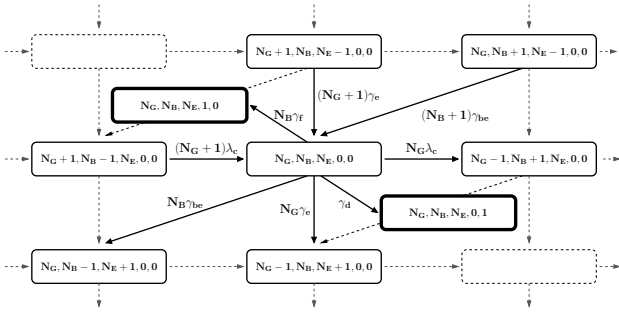 N_G+1, N_B, N_E−1, 0, 0
N_G, N_B+1, N_E−1, 0, 0
N_G, N_B, N_E, 1, 0
(N_G+1)γ_e
N_Bγ_f
(N_B+1)γ_be
N_G+1, N_B−1, N_E, 0, 0
(N_G+1)λ_c
N_G, N_B, N_E, 0, 0
N_Gλ_c
N_G−1, N_B+1, N_E, 0, 0
N_Bγ_be
N_Gγ_e
γ_d
N_G, N_B, N_E, 0, 1
N_G, N_B−1, N_E+1, 0, 0
N_G−1, N_B, N_E+1, 0, 0